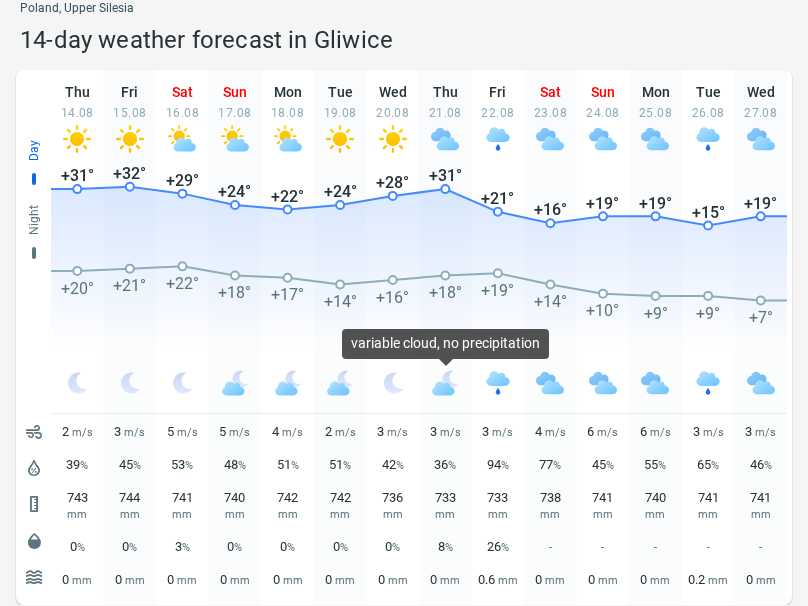 Poland, Upper Silesia
14-day weather forecast in Gliwice
Thu Fri Sat Sun Mon Tue Wed Thu Fri Sat Sun Mon Tue Wed
14.08 15.08 16.08 17.08 18.08 19.08 20.08 21.08 22.08 23.08 24.08 25.08 26.08 27.08
Day
+31° +32° +29° +24° +22° +24° +28° +31° +21° +16° +19° +19° +15° +19°
Night
+20° +21° +22° +18° +17° +14° +16° +18° +19° +14° +10° +9° +9° +7°
variable cloud, no precipitation
2 m/s 3 m/s 5 m/s 5 m/s 4 m/s 2 m/s 3 m/s 3 m/s 3 m/s 4 m/s 6 m/s 6 m/s 3 m/s 3 m/s
39% 45% 53% 48% 51% 51% 42% 36% 94% 77% 45% 55% 65% 46%
743 744 741 740 742 742 736 733 733 738 741 740 741 741
mm mm mm mm mm mm mm mm mm mm mm mm mm mm
0% 0% 3% 0% 0% 0% 0% 8% 26% - - - - -
0 mm 0 mm 0 mm 0 mm 0 mm 0 mm 0 mm 0 mm 0.6 mm 0 mm 0 mm 0 mm 0.2 mm 0 mm